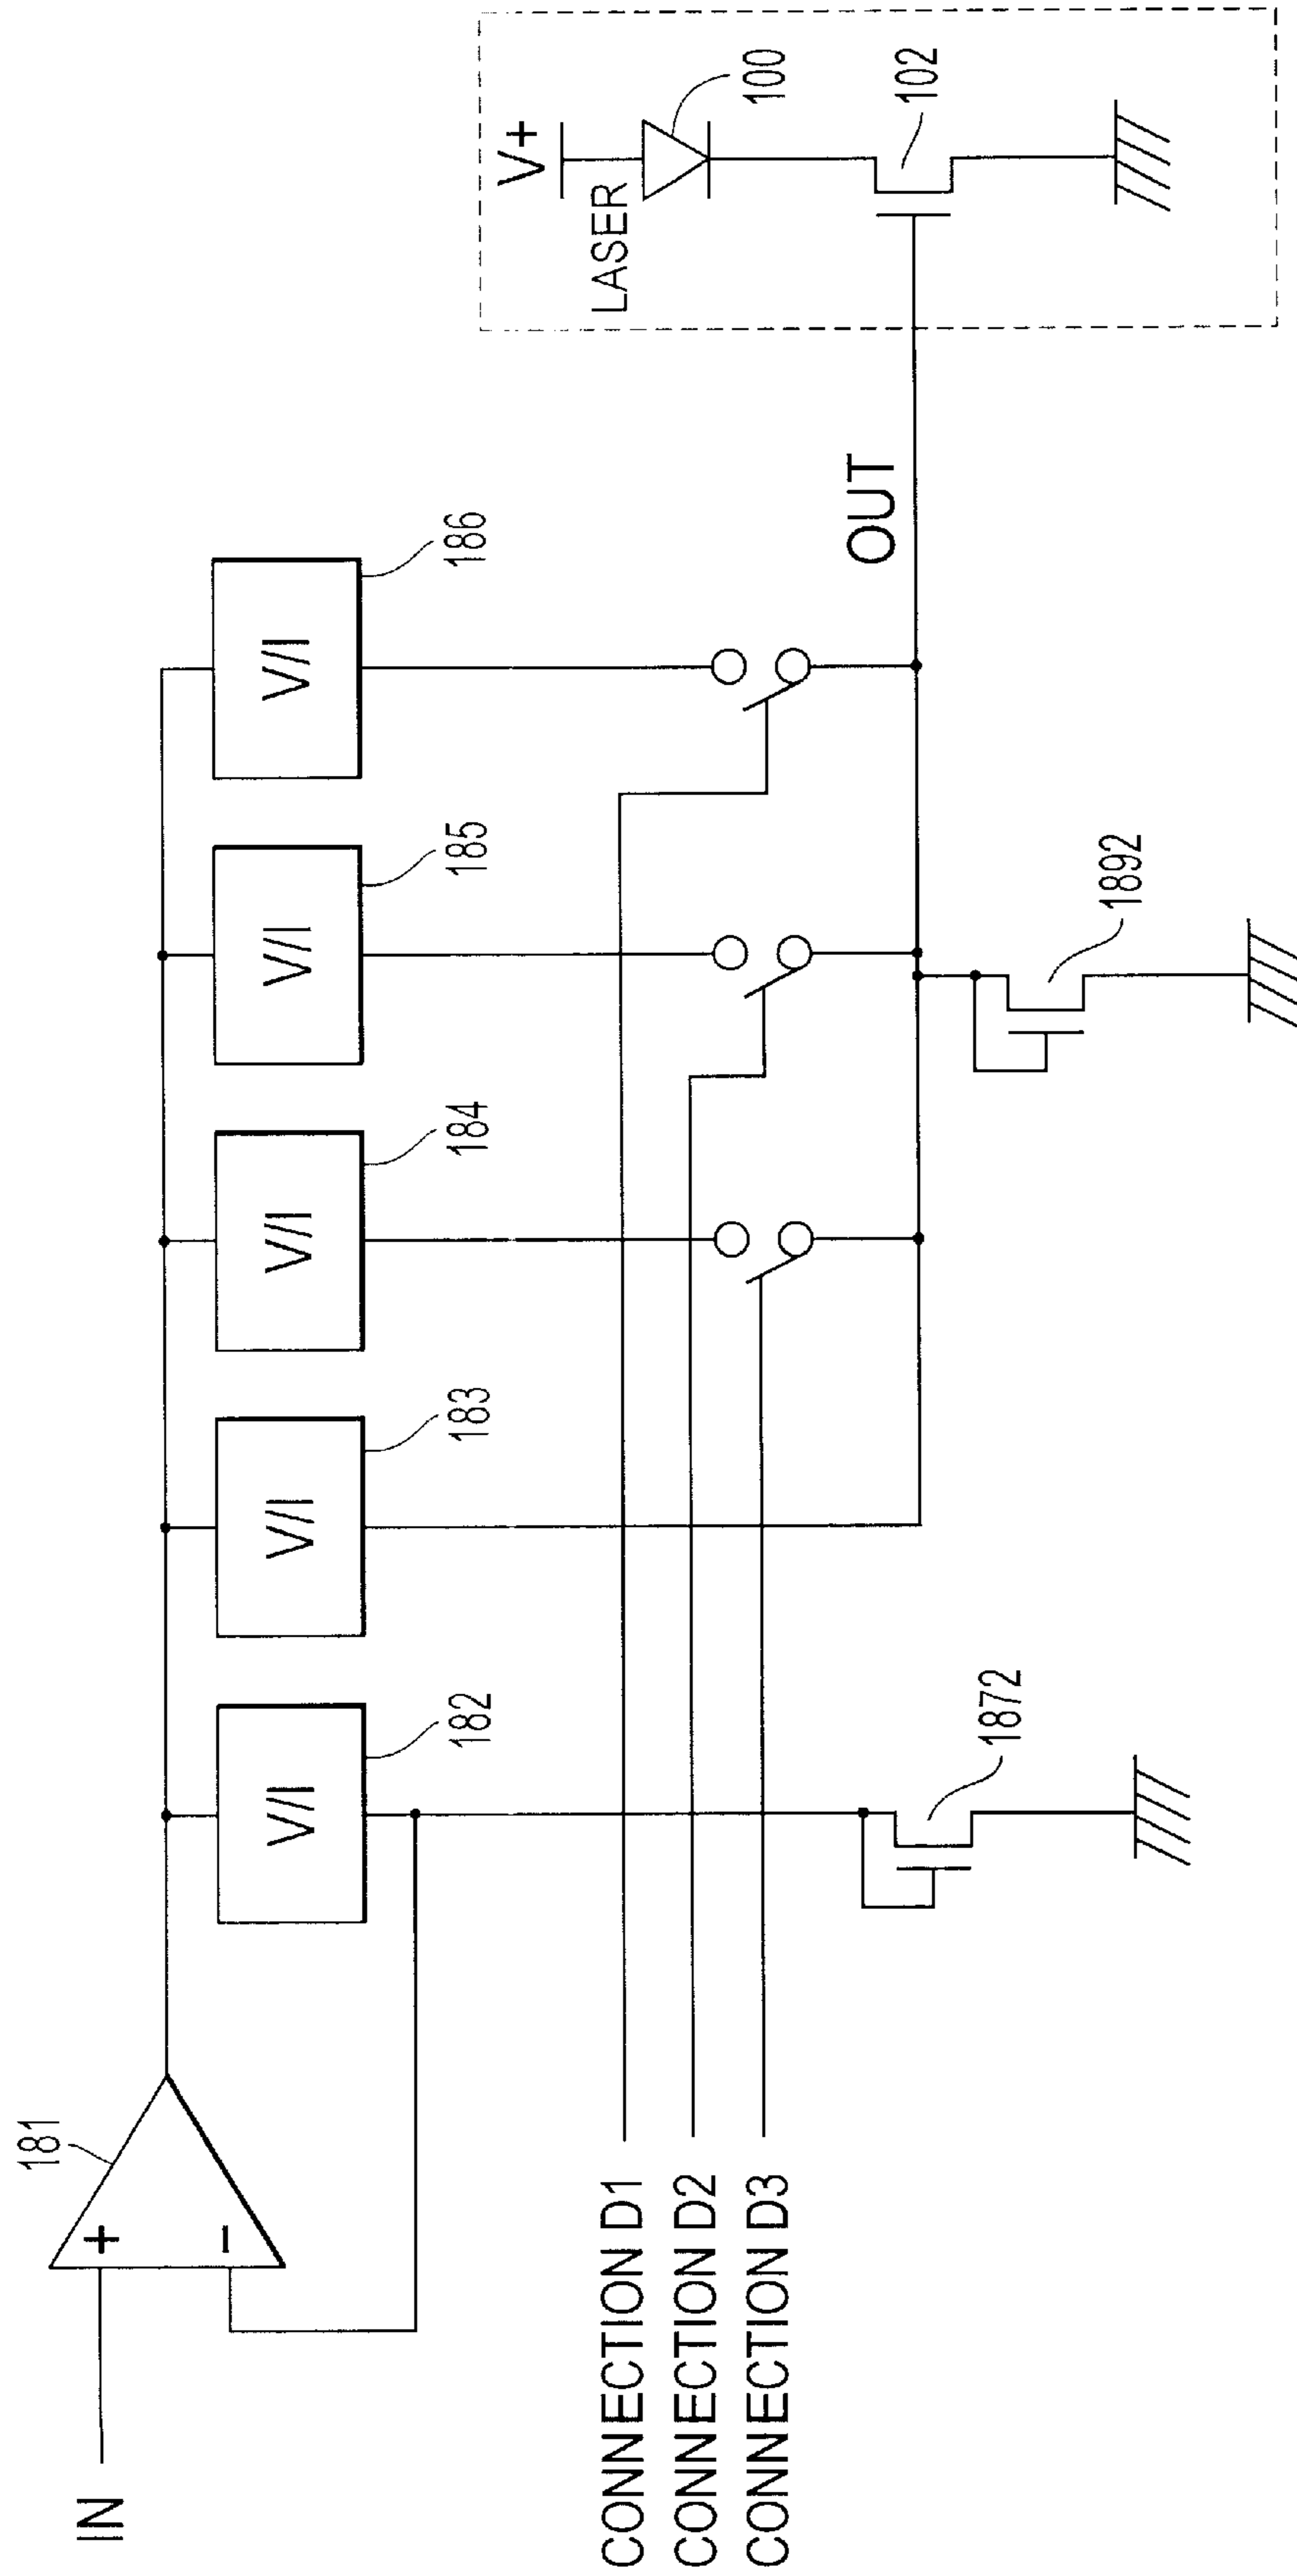 IN
+
−
181
V/I
182
V/I
183
V/I
184
V/I
185
V/I
186
CONNECTION D1
CONNECTION D2
CONNECTION D3
1872
1892
OUT
LASER
V+
100
102